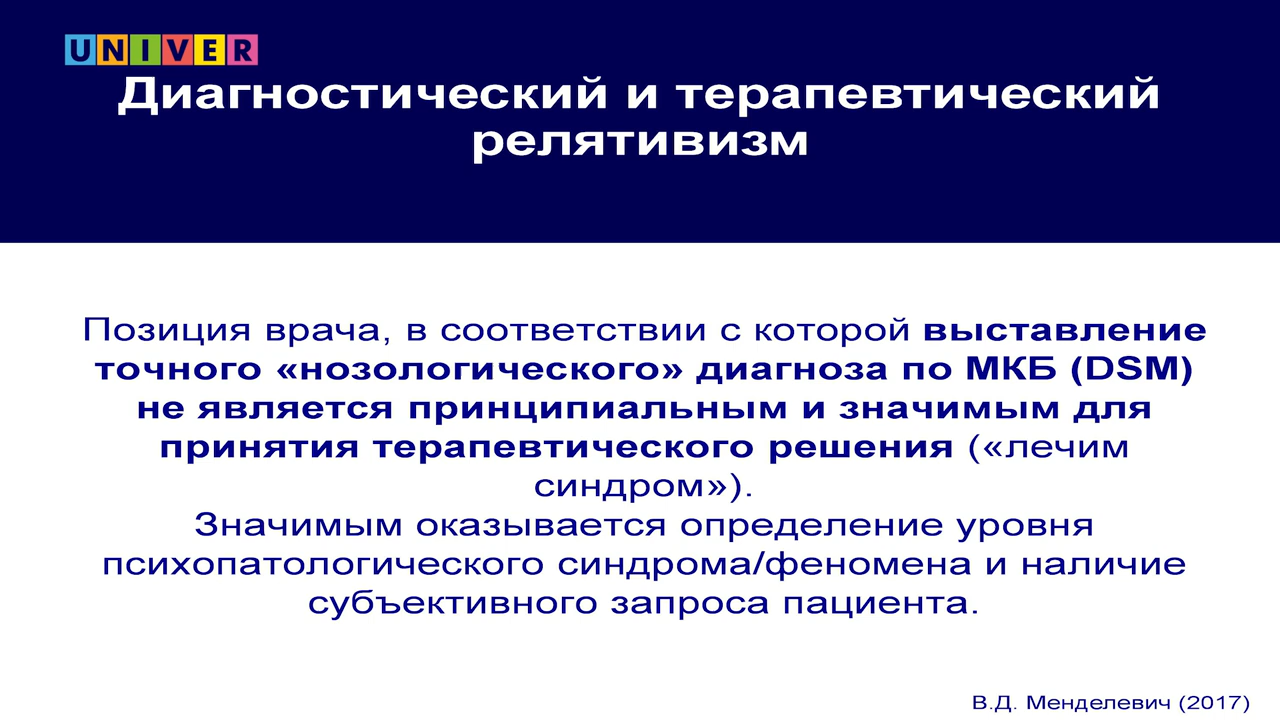 UNIVER
Диагностический и терапевтический
релятивизм
Позиция врача, в соответствии с которой выставление
точного «нозологического» диагноза по МКБ (DSM)
не является принципиальным и значимым для
принятия терапевтического решения («лечим
синдром»).
Значимым оказывается определение уровня
психопатологического синдрома/феномена и наличие
субъективного запроса пациента.
В.Д. Менделевич (2017)